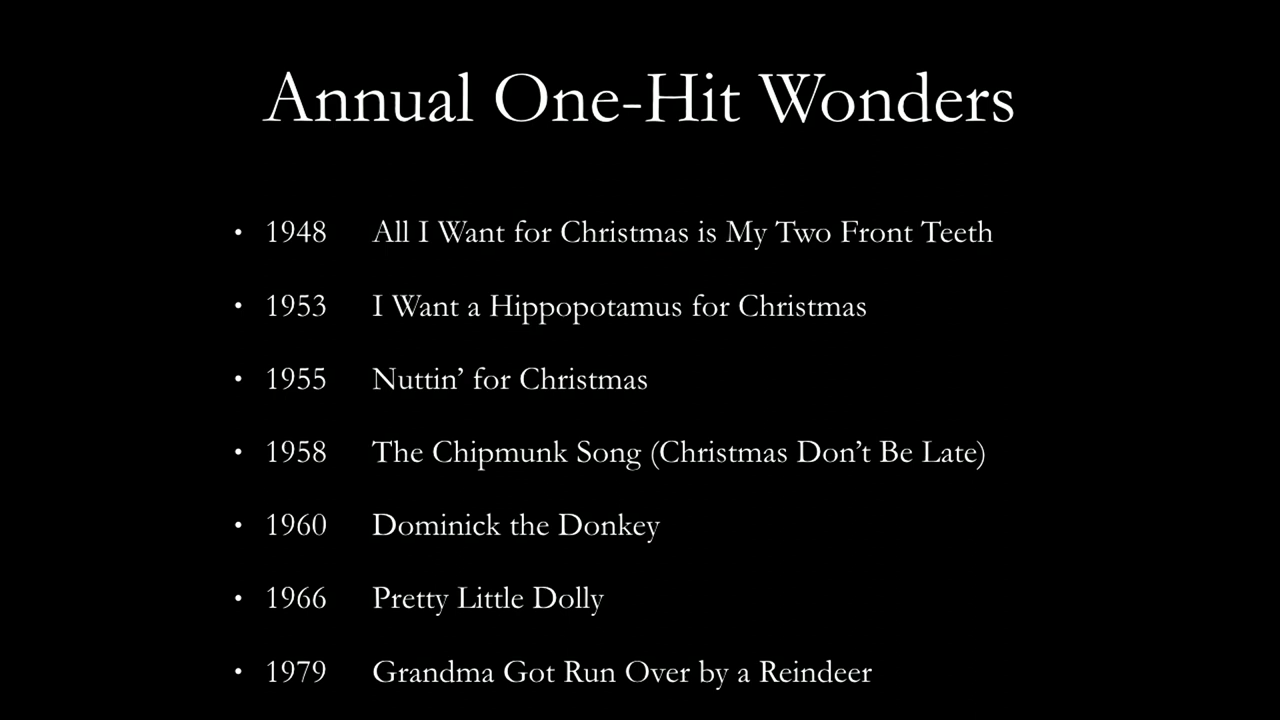 Annual One-Hit Wonders
• 1948 All I Want for Christmas is My Two Front Teeth
• 1953 I Want a Hippopotamus for Christmas
• 1955 Nuttin’ for Christmas
• 1958 The Chipmunk Song (Christmas Don’t Be Late)
• 1960 Dominick the Donkey
• 1966 Pretty Little Dolly
• 1979 Grandma Got Run Over by a Reindeer